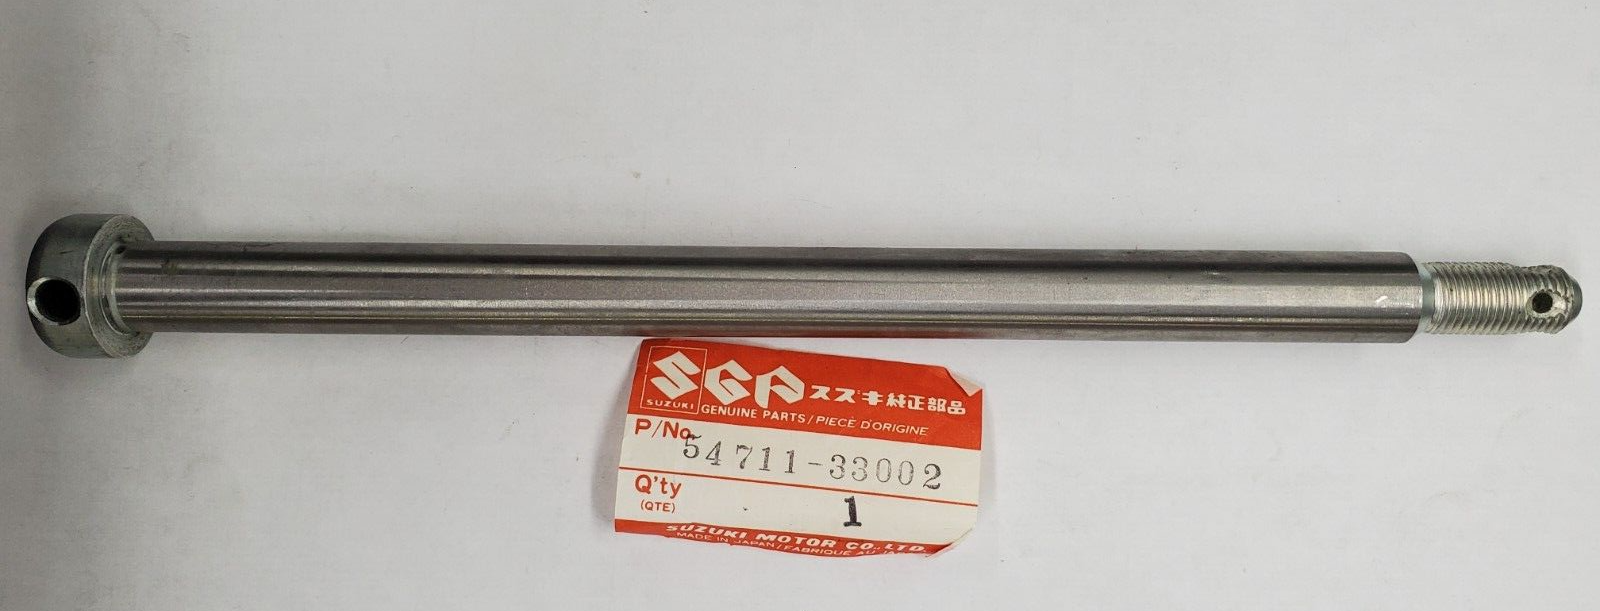 SGP スズキ純正部品
SUZUKI GENUINE PARTS/PIECE D'ORIGINE
P/No.
54711-33002
Q'ty
(QTE)
1
SUZUKI MOTOR CO.,LTD.
MADE IN JAPAN/FABRIQUE AU